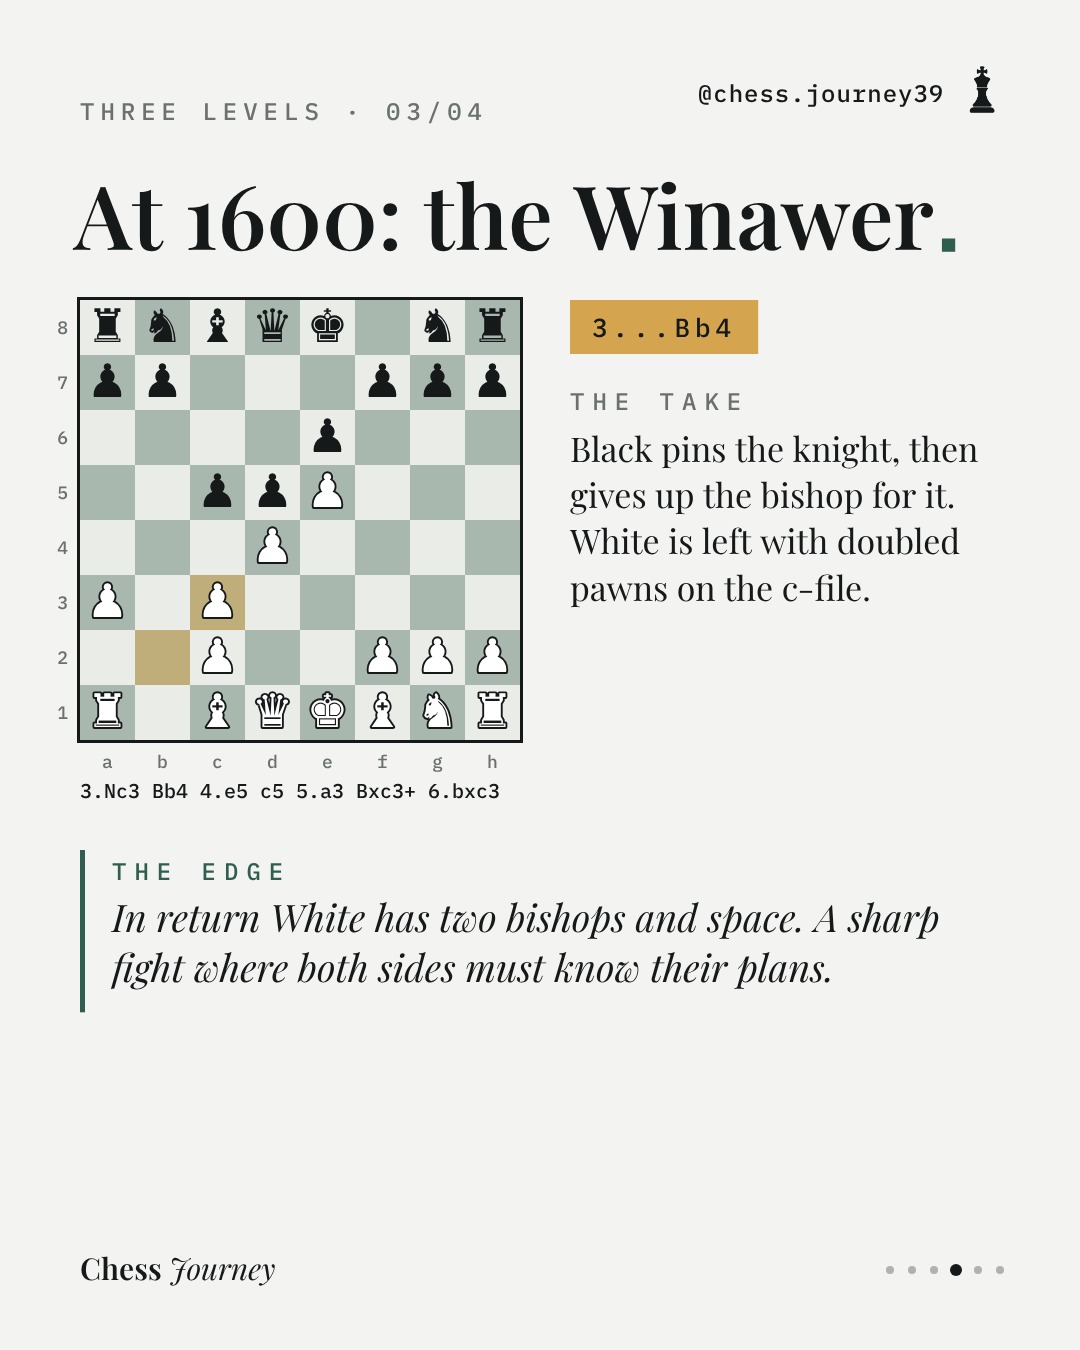 THREE LEVELS · 03/04
@chess.journey39
At 1600: the Winawer.
8
7
6
5
4
3
2
1
a b c d e f g h
3.Nc3 Bb4 4.e5 c5 5.a3 Bxc3+ 6.bxc3
3...Bb4
THE TAKE
Black pins the knight, then
gives up the bishop for it.
White is left with doubled
pawns on the c-file.
THE EDGE
In return White has two bishops and space. A sharp
fight where both sides must know their plans.
Chess Journey